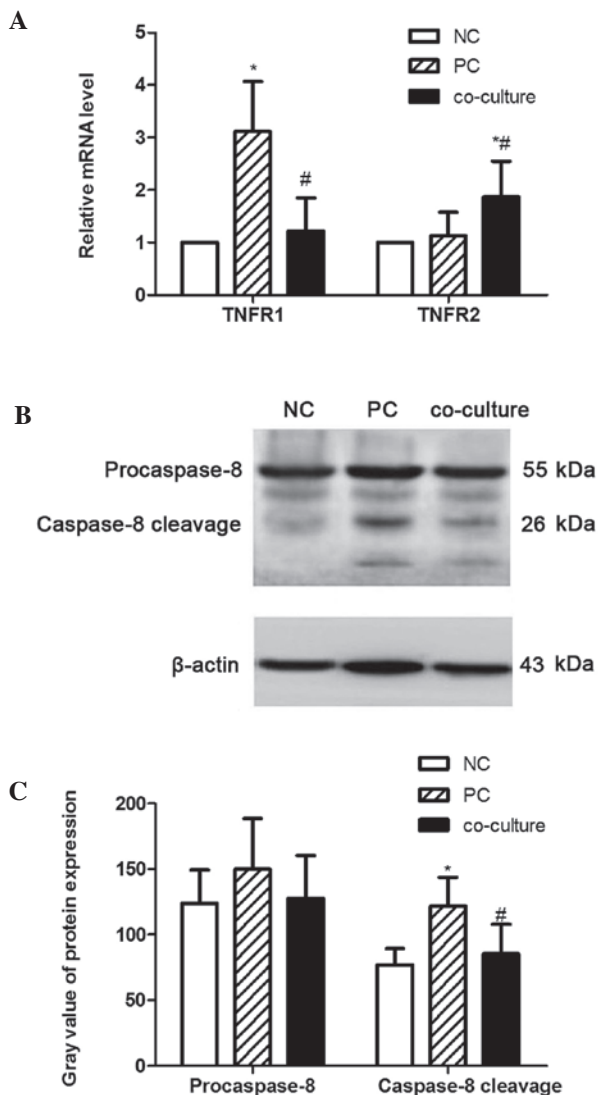 A
NC
PC
co-culture
Relative mRNA level
5
4
3
2
1
0
*
#
*#
TNFR1 TNFR2
B
NC PC co-culture
Procaspase-8 55 kDa
Caspase-8 cleavage 26 kDa
β-actin 43 kDa
C
NC
PC
co-culture
Gray value of protein expression
200
150
100
50
0
*
#
Procaspase-8 Caspase-8 cleavage